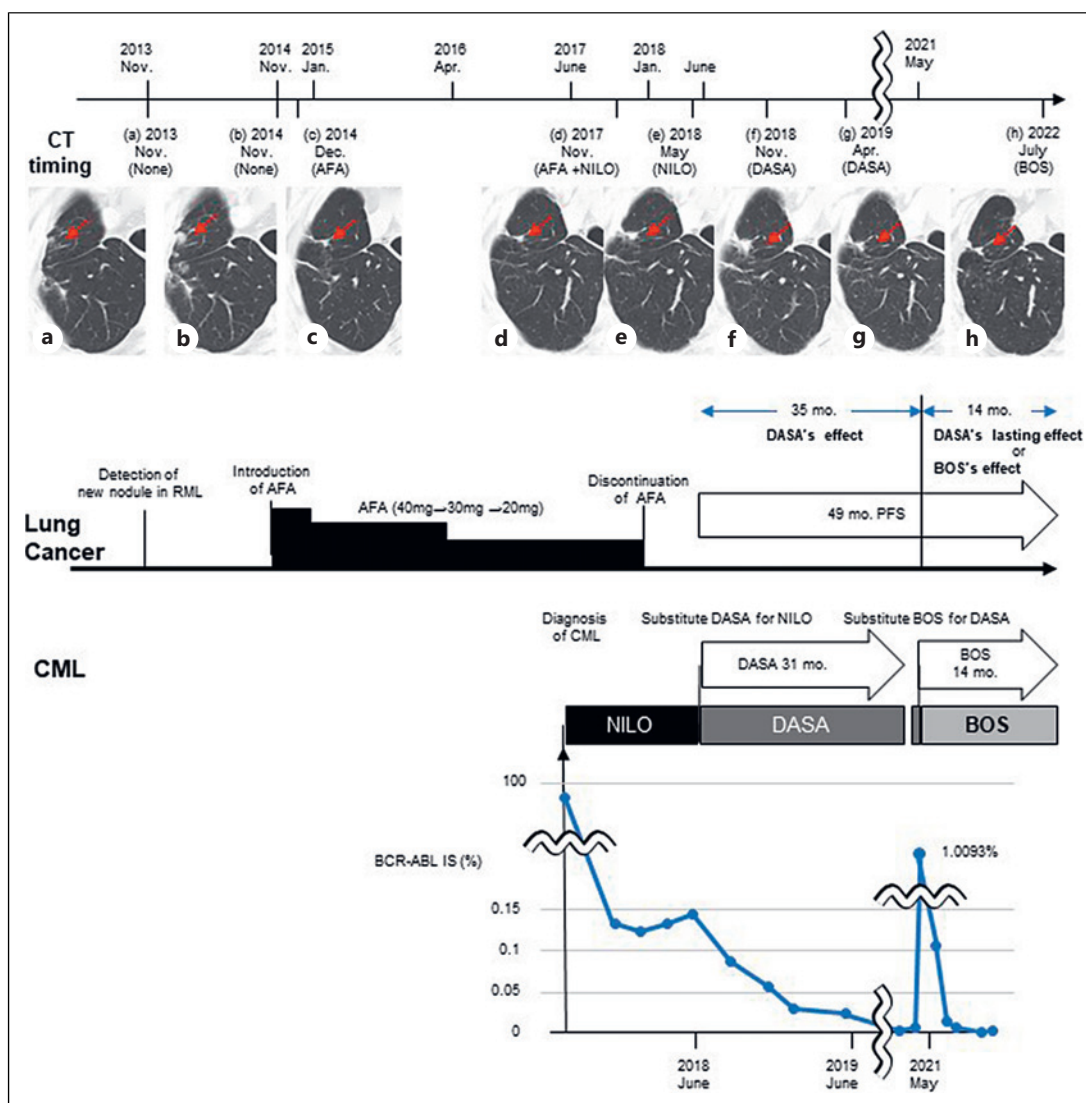 2013
Nov.
2014
Nov.
2015
Jan.
2016
Apr.
2017
June
2018
Jan.
June
2021
May
CT
timing
(a) 2013
Nov.
(None)
(b) 2014
Nov.
(None)
(c) 2014
Dec.
(AFA)
(d) 2017
Nov.
(AFA +NILO)
(e) 2018
May
(NILO)
(f) 2018
Nov.
(DASA)
(g) 2019
Apr.
(DASA)
(h) 2022
July
(BOS)
a
b
c
d
e
f
g
h
35 mo.
DASA's effect
14 mo.
DASA's lasting effect
or
BOS's effect
Detection of
new nodule in RML
Introduction
of AFA
Discontinuation
of AFA
AFA (40mg→30mg→20mg)
49 mo. PFS
Lung
Cancer
Diagnosis
of CML
Substitute DASA for NILO
Substitute BOS for DASA
CML
DASA 31 mo.
BOS
14 mo.
NILO
DASA
BOS
100
BCR-ABL IS (%)
1.0093%
0.15
0.1
0.05
0
2018
June
2019
June
2021
May